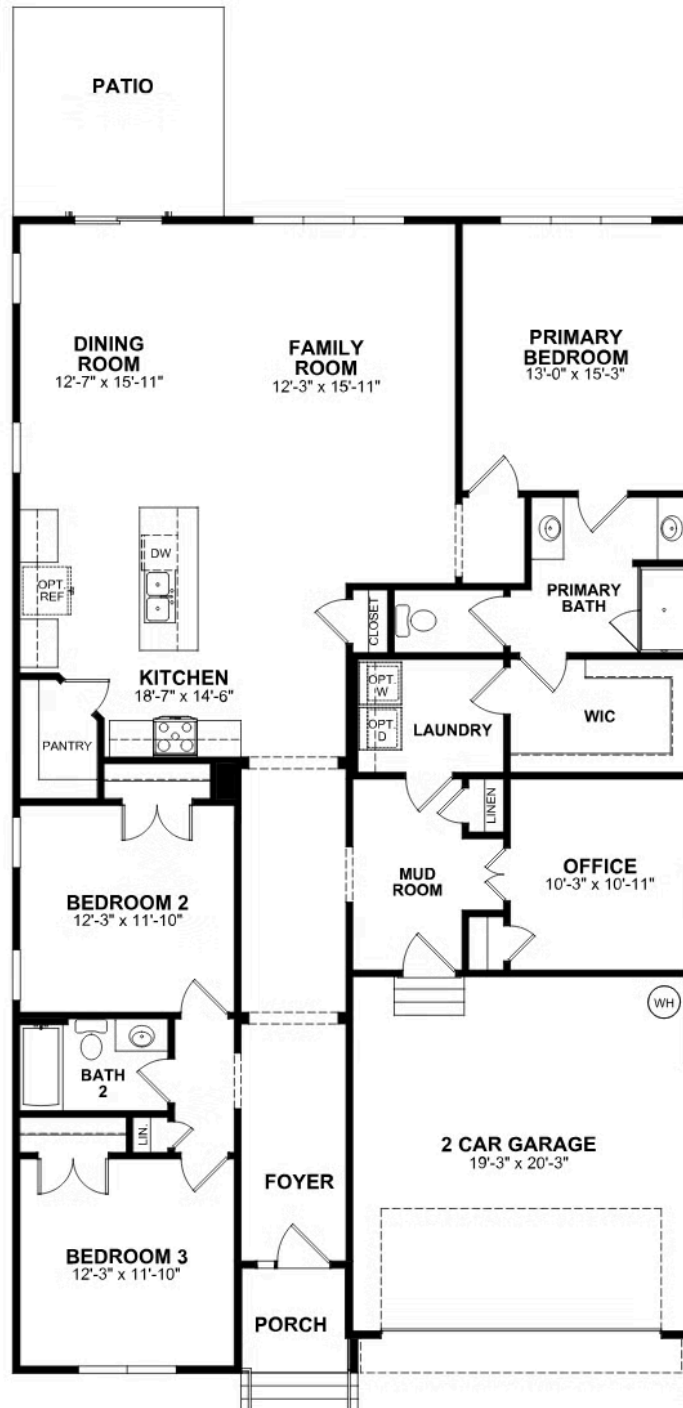 PATIO
DINING
ROOM
12'-7" x 15'-11"
FAMILY
ROOM
12'-3" x 15'-11"
PRIMARY
BEDROOM
13'-0" x 15'-3"
DW
OPT.
REF
CLOSET
PRIMARY
BATH
KITCHEN
18'-7" x 14'-6"
OPT.
W
OPT.
D
LAUNDRY
WIC
PANTRY
LINEN
MUD
ROOM
OFFICE
10'-3" x 10'-11"
BEDROOM 2
12'-3" x 11'-10"
WH
BATH
2
LIN.
2 CAR GARAGE
19'-3" x 20'-3"
FOYER
BEDROOM 3
12'-3" x 11'-10"
PORCH